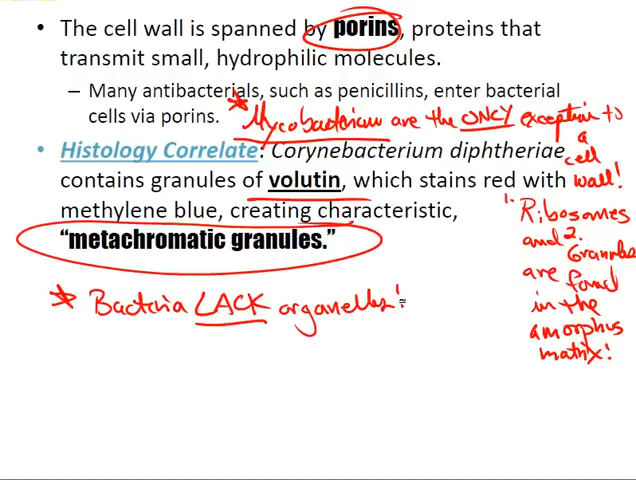 • The cell wall is spanned by porins, proteins that
transmit small, hydrophilic molecules.
– Many antibacterials, such as penicillins, enter bacterial
cells via porins.
* Mycobacterium are the ONLY exception to
a
cell
wall!
• Histology Correlate: Corynebacterium diphtheriae
contains granules of volutin, which stains red with
methylene blue, creating characteristic,
"metachromatic granules."
1. Ribosomes
and 2.
Granules
are found
in the
amorphus
matrix!
* Bacteria LACK organelles!